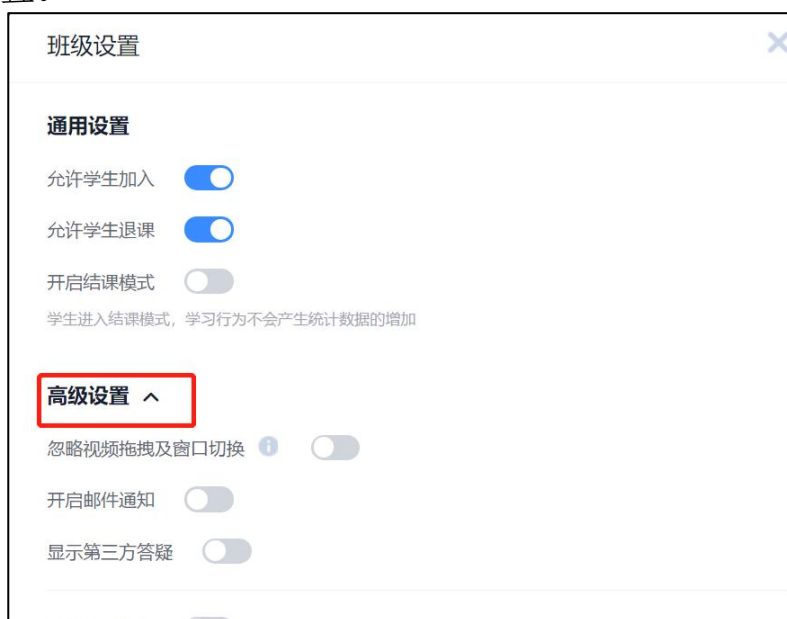 班级设置
通用设置
允许学生加入
允许学生退课
开启结课模式
学生进入结课模式，学习行为不会产生统计数据的增加
高级设置
忽略视频拖拽及窗口切换
开启邮件通知
显示第三方答疑